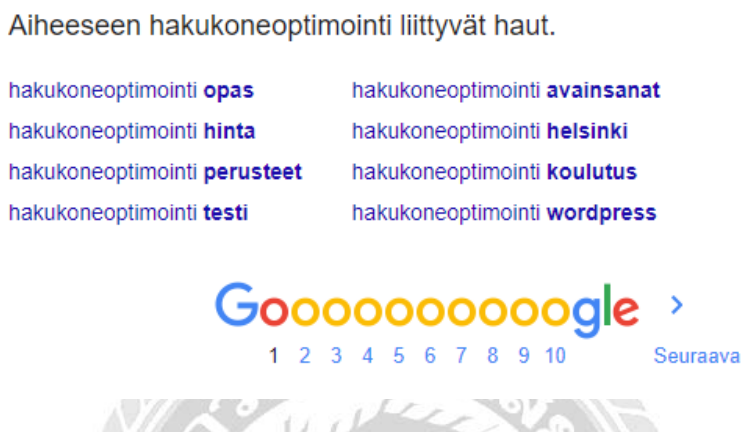 Aiheeseen hakukoneoptimointi liittyvät haut.
hakukoneoptimointi opas
hakukoneoptimointi hinta
hakukoneoptimointi perusteet
hakukoneoptimointi testi
hakukoneoptimointi avainsanat
hakukoneoptimointi helsinki
hakukoneoptimointi koulutus
hakukoneoptimointi wordpress
Goooooooooogle >
1 2 3 4 5 6 7 8 9 10 Seuraava